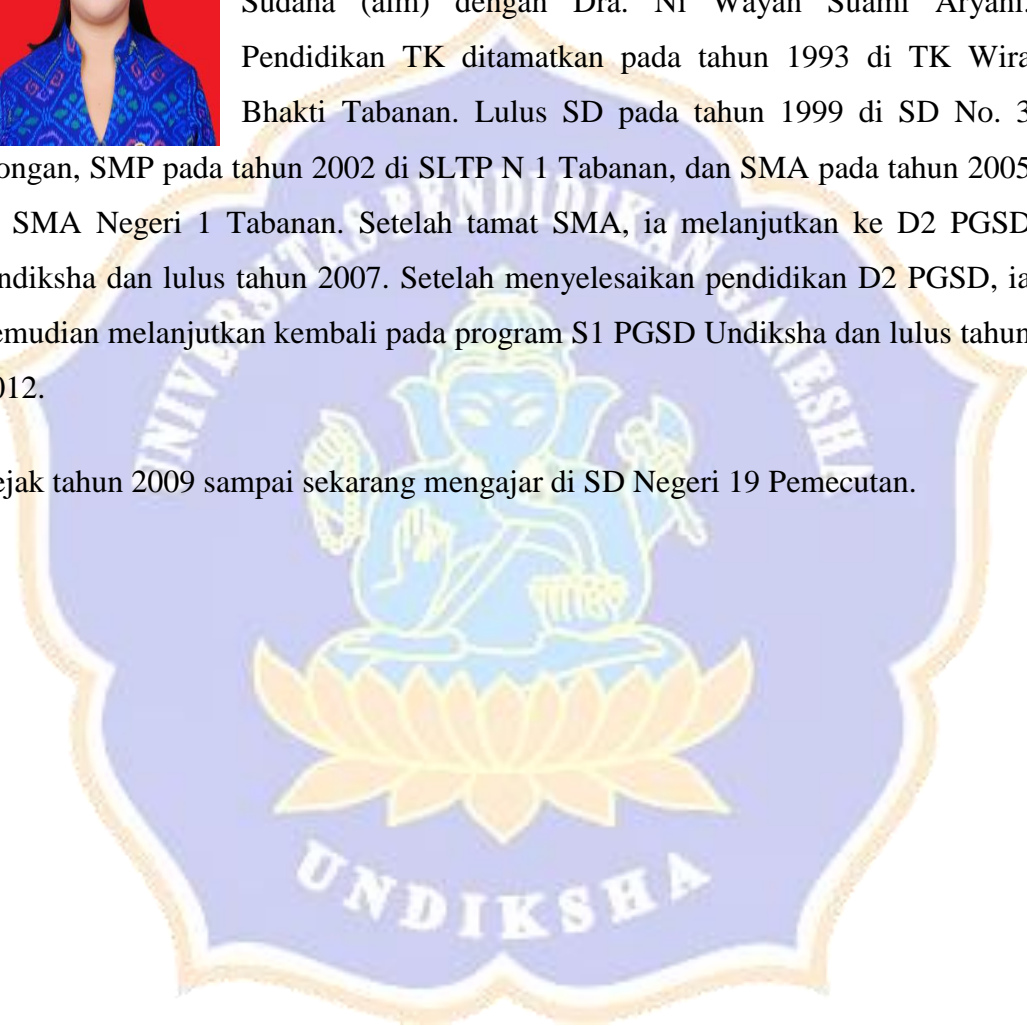 Sudana (alm) dengan Dra. Ni Wayan Suami Aryani.
Pendidikan TK ditamatkan pada tahun 1993 di TK Wira
Bhakti Tabanan. Lulus SD pada tahun 1999 di SD No. 3
ongan, SMP pada tahun 2002 di SLTP N 1 Tabanan, dan SMA pada tahun 2005
SMA Negeri 1 Tabanan. Setelah tamat SMA, ia melanjutkan ke D2 PGSD
ndiksha dan lulus tahun 2007. Setelah menyelesaikan pendidikan D2 PGSD, ia
emudian melanjutkan kembali pada program S1 PGSD Undiksha dan lulus tahun
012.
ejak tahun 2009 sampai sekarang mengajar di SD Negeri 19 Pemecutan.
UNIVERSITAS PENDIDIKAN GANESHA
UNDIKSHA